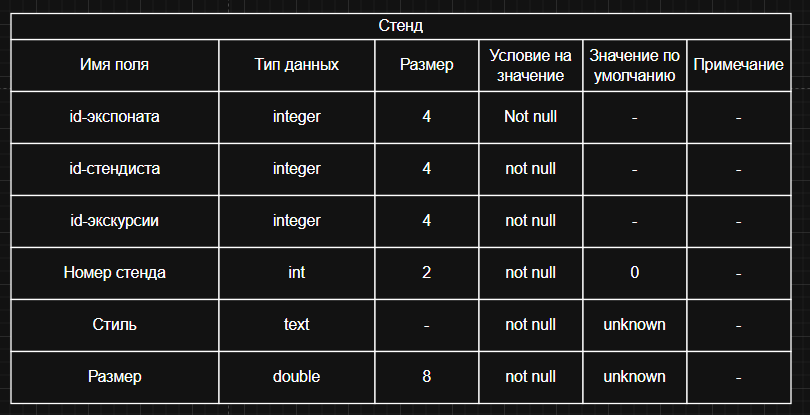 Стенд
Имя поля Тип данных Размер Условие на значение Значение по умолчанию Примечание
id-экспоната integer 4 Not null - -
id-стендиста integer 4 not null - -
id-экскурсии integer 4 not null - -
Номер стенда int 2 not null 0 -
Стиль text - not null unknown -
Размер double 8 not null unknown -